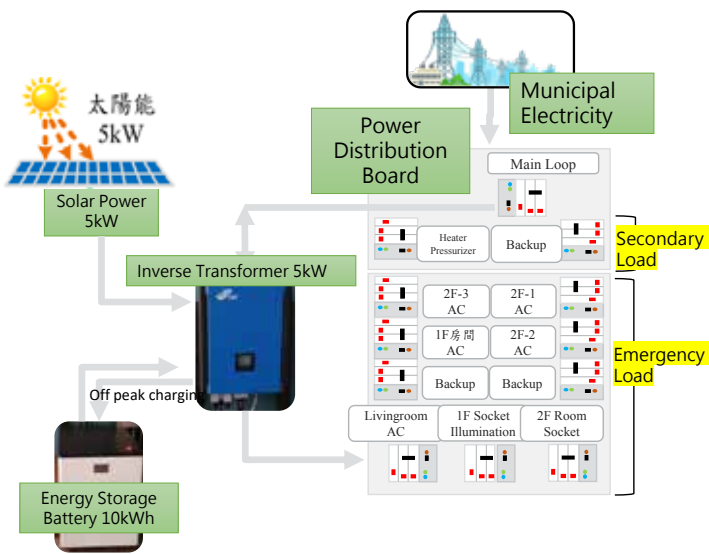 Municipal
Electricity
太陽能
5kW
Power
Distribution
Board
Main Loop
Solar Power
5kW
Heater
Pressurizer
Backup
Secondary
Load
Inverse Transformer 5kW
2F-3
AC
2F-1
AC
1F房間
AC
2F-2
AC
Emergency
Load
Backup
Backup
Off peak charging
Livingroom
AC
1F Socket
Illumination
2F Room
Socket
Energy Storage
Battery 10kWh